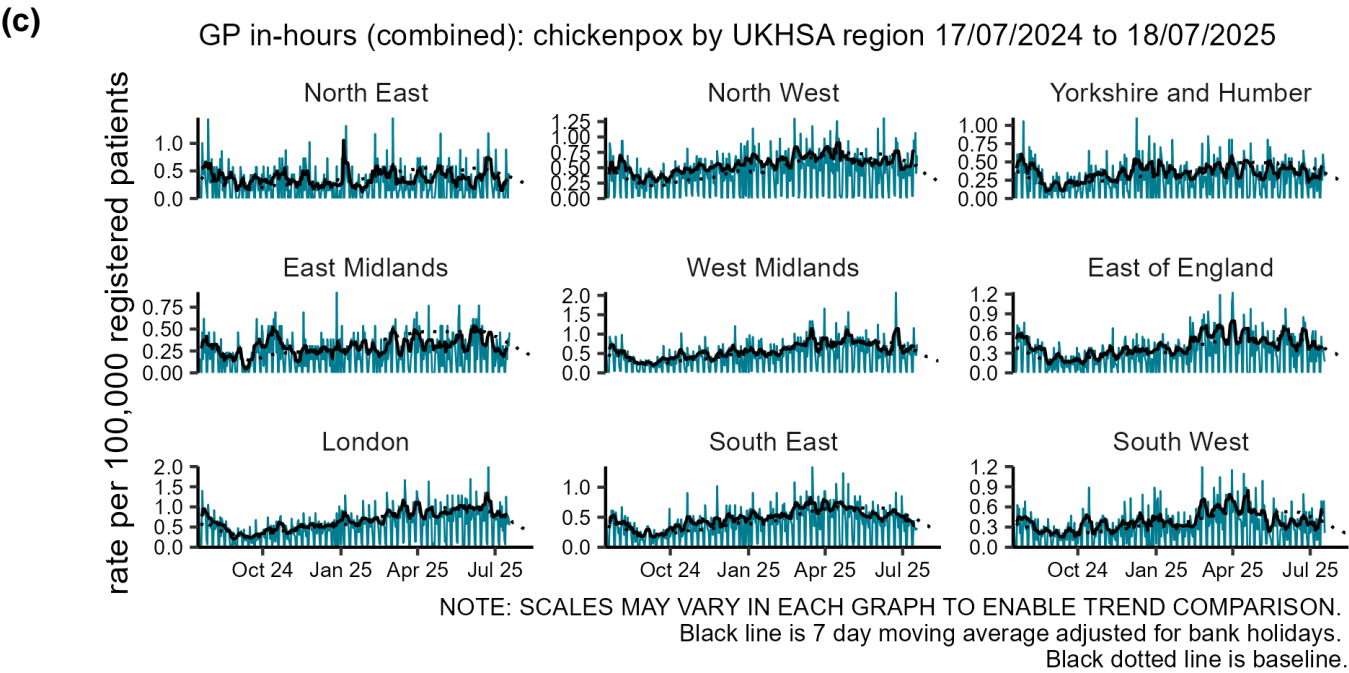 (c)
GP in-hours (combined): chickenpox by UKHSA region 17/07/2024 to 18/07/2025
rate per 100,000 registered patients
North East
1.0
0.5
0.0
North West
1.25
1.00
0.75
0.50
0.25
0.00
Yorkshire and Humber
1.00
0.75
0.50
0.25
0.00
East Midlands
0.75
0.50
0.25
0.00
West Midlands
2.0
1.5
1.0
0.5
0.0
East of England
1.2
0.9
0.6
0.3
0.0
London
2.0
1.5
1.0
0.5
0.0
South East
1.0
0.5
0.0
South West
1.2
0.9
0.6
0.3
0.0
Oct 24 Jan 25 Apr 25 Jul 25
Oct 24 Jan 25 Apr 25 Jul 25
Oct 24 Jan 25 Apr 25 Jul 25
NOTE: SCALES MAY VARY IN EACH GRAPH TO ENABLE TREND COMPARISON.
Black line is 7 day moving average adjusted for bank holidays.
Black dotted line is baseline.